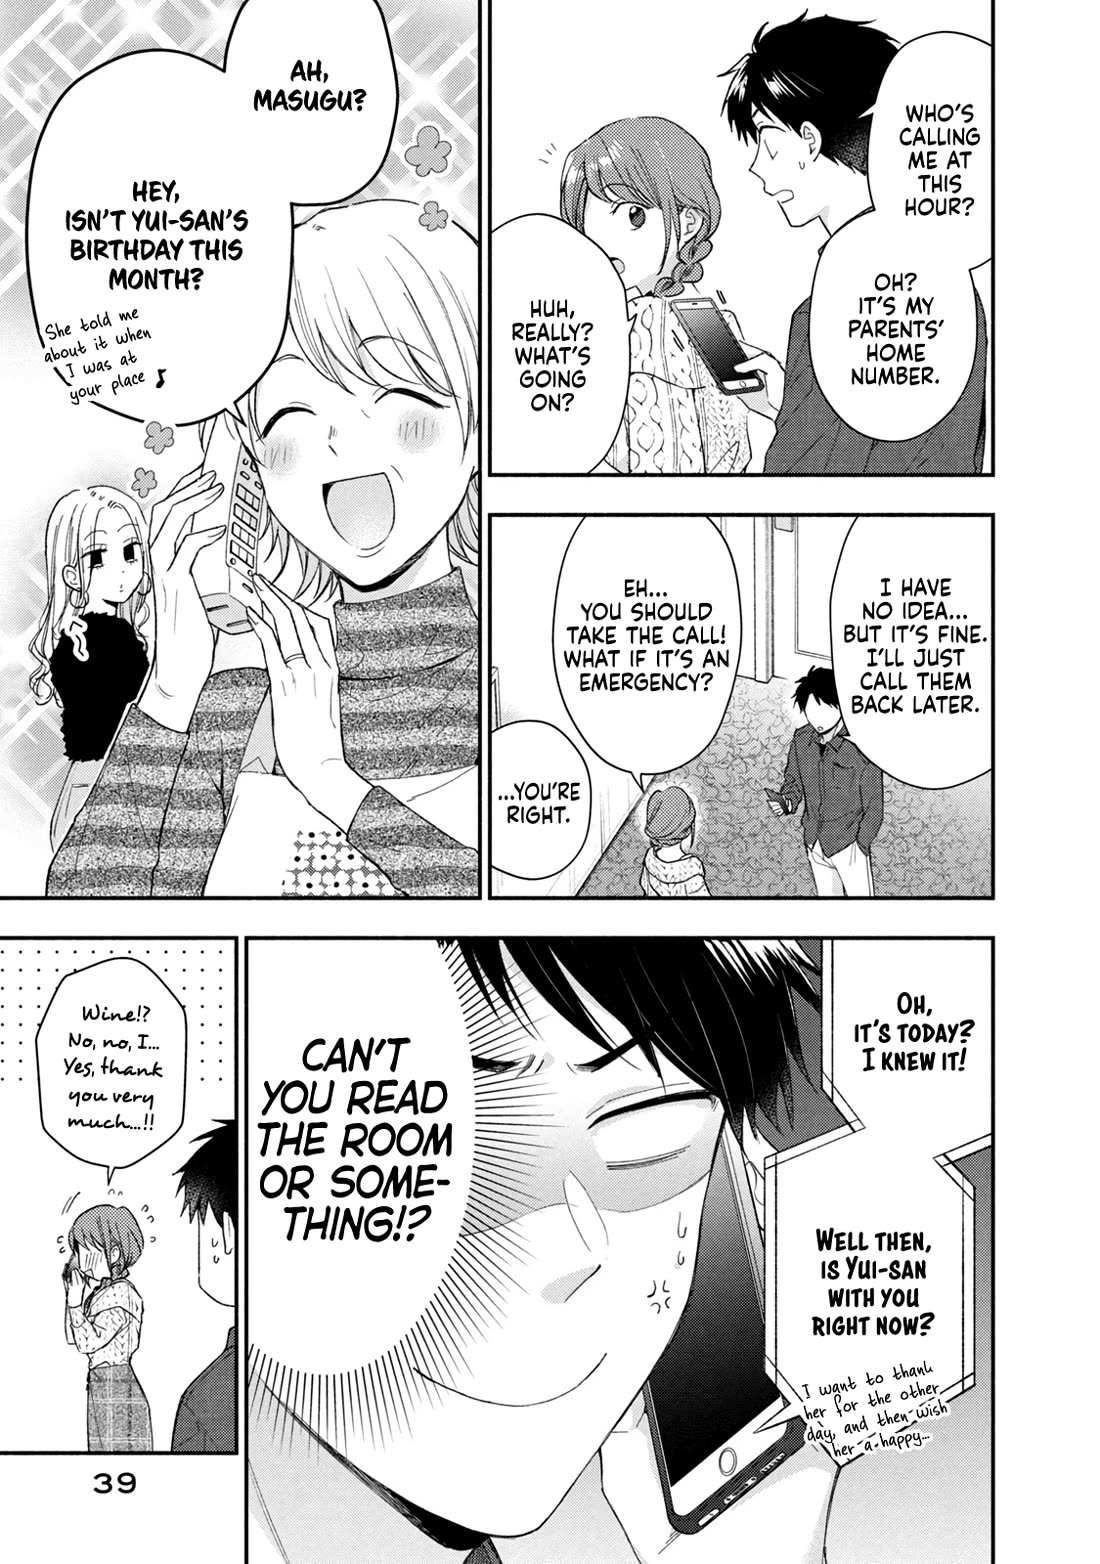 WHO'S
CALLING
ME AT
THIS
HOUR?
OH?
IT'S MY
PARENTS'
HOME
NUMBER.
HUH,
REALLY?
WHAT'S
GOING
ON?
I HAVE
NO IDEA...
BUT IT'S FINE.
I'LL JUST
CALL THEM
BACK LATER.
EH...
YOU SHOULD
TAKE THE CALL!
WHAT IF IT'S AN
EMERGENCY?
...YOU'RE
RIGHT.
AH,
MASUGU?
HEY,
ISN'T YUI-SAN'S
BIRTHDAY THIS
MONTH?
She told me
about it when
I was at
your place ♪
OH,
IT'S TODAY?
I KNEW IT!
WELL THEN,
IS YUI-SAN
WITH YOU
RIGHT NOW?
I want to thank
her for the other
day, and then wish
her a happy...
CAN'T
YOU READ
THE ROOM
OR SOME-
THING!?
Wine!?
No, no, I...
Yes, thank
you very
much...!!
39